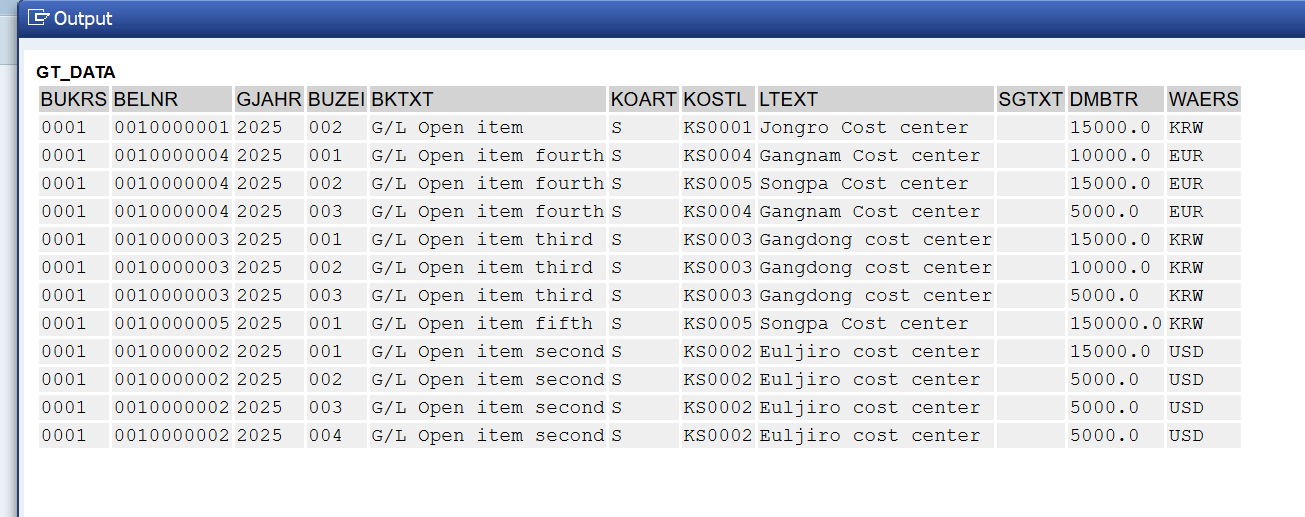 Output
GT_DATA
BUKRS BELNR GJAHR BUZEI BKTXT KOART KOSTL LTEXT SGTXT DMBTR WAERS
0001 0010000001 2025 002 G/L Open item S KS0001 Jongro Cost center 15000.0 KRW
0001 0010000004 2025 001 G/L Open item fourth S KS0004 Gangnam Cost center 10000.0 EUR
0001 0010000004 2025 002 G/L Open item fourth S KS0005 Songpa Cost center 15000.0 EUR
0001 0010000004 2025 003 G/L Open item fourth S KS0004 Gangnam Cost center 5000.0 EUR
0001 0010000003 2025 001 G/L Open item third S KS0003 Gangdong cost center 15000.0 KRW
0001 0010000003 2025 002 G/L Open item third S KS0003 Gangdong cost center 10000.0 KRW
0001 0010000003 2025 003 G/L Open item third S KS0003 Gangdong cost center 5000.0 KRW
0001 0010000005 2025 001 G/L Open item fifth S KS0005 Songpa Cost center 150000.0 KRW
0001 0010000002 2025 001 G/L Open item second S KS0002 Euljiro cost center 15000.0 USD
0001 0010000002 2025 002 G/L Open item second S KS0002 Euljiro cost center 5000.0 USD
0001 0010000002 2025 003 G/L Open item second S KS0002 Euljiro cost center 5000.0 USD
0001 0010000002 2025 004 G/L Open item second S KS0002 Euljiro cost center 5000.0 USD